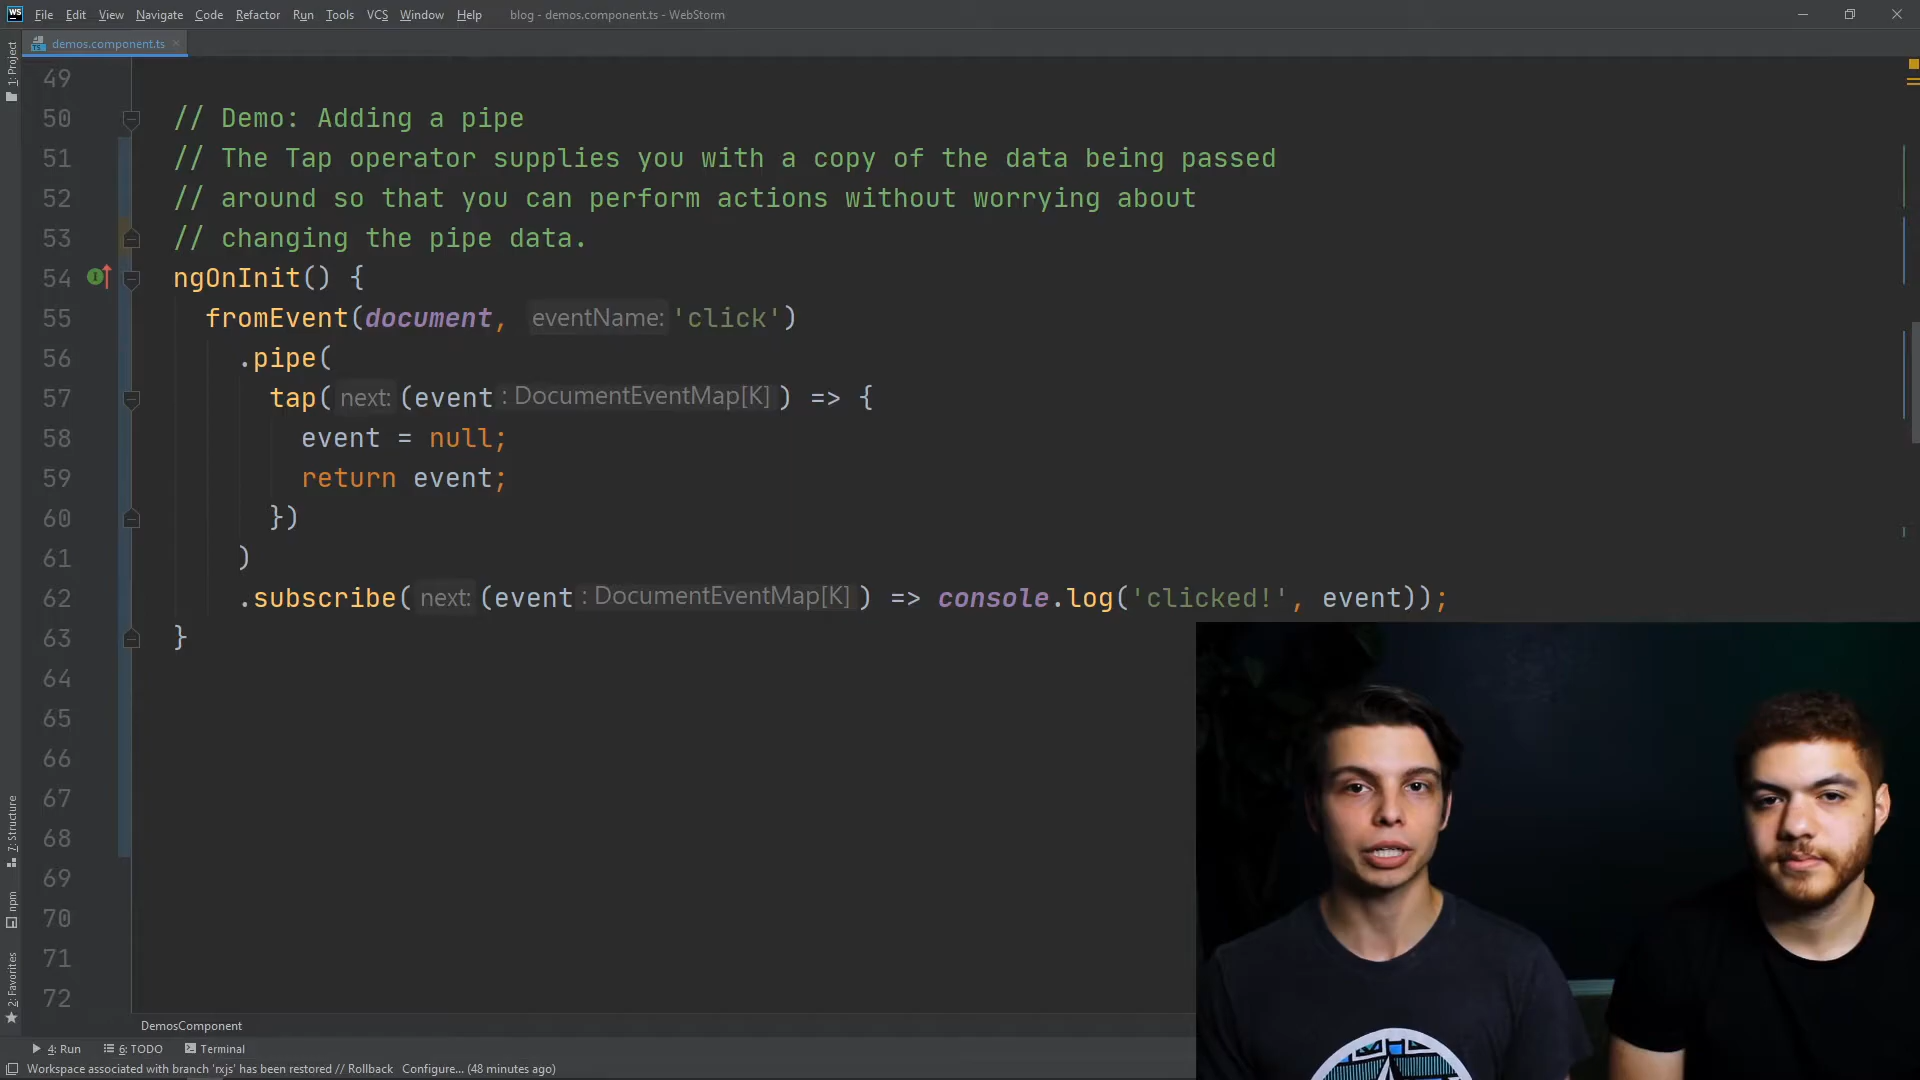 WS File Edit View Navigate Code Refactor Run Tools VCS Window Help blog - demos.component.ts - WebStorm
demos.component.ts
1: Project
49
50 // Demo: Adding a pipe
51 // The Tap operator supplies you with a copy of the data being passed
52 // around so that you can perform actions without worrying about
53 // changing the pipe data.
54 ngOnInit() {
55 fromEvent(document, eventName: 'click')
56 .pipe(
57 tap( next: (event : DocumentEventMap[K] ) => {
58 event = null;
59 return event;
60 })
61 )
62 .subscribe( next: (event : DocumentEventMap[K] ) => console.log('clicked!', event));
63 }
64
65
66
67
68
69
70
71
72
7: Structure
npm
2: Favorites
DemosComponent
4: Run 6: TODO Terminal
Workspace associated with branch 'rxjs' has been restored // Rollback Configure... (48 minutes ago)